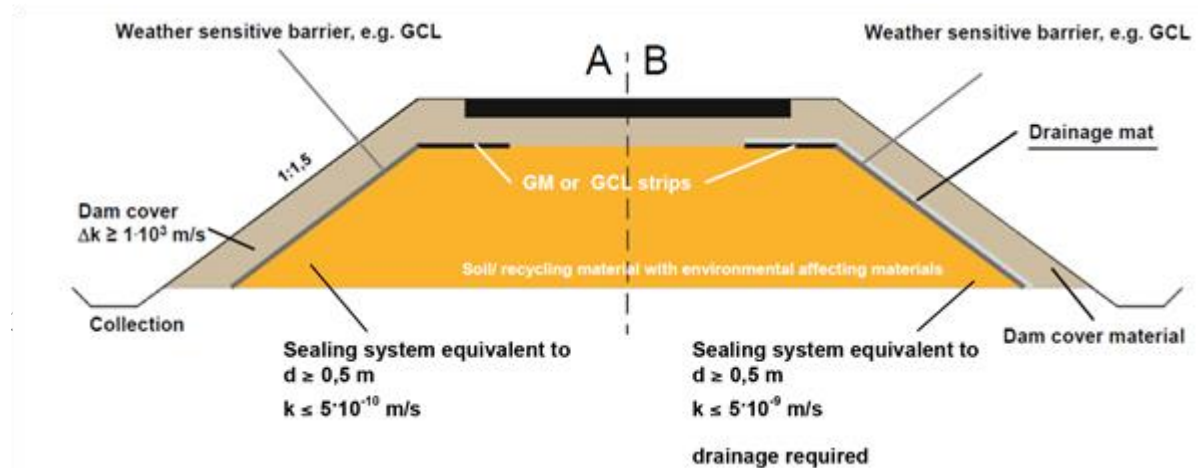 Weather sensitive barrier, e.g. GCL
Weather sensitive barrier, e.g. GCL
A B
Drainage mat
1:1,5
GM or GCL strips
Dam cover
Δk ≧ 1·10³ m/s
Soil/ recycling material with environmental affecting materials
Collection
Dam cover material
Sealing system equivalent to
d ≥ 0,5 m
k ≤ 5·10⁻¹⁰ m/s
Sealing system equivalent to
d ≥ 0,5 m
k ≤ 5·10⁻⁹ m/s
drainage required